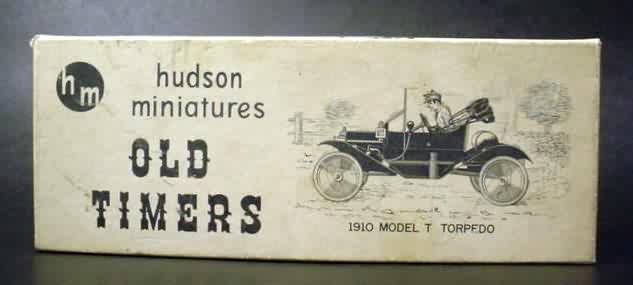 hm
hudson
miniatures
OLD
TIMERS
1910 MODEL T TORPEDO